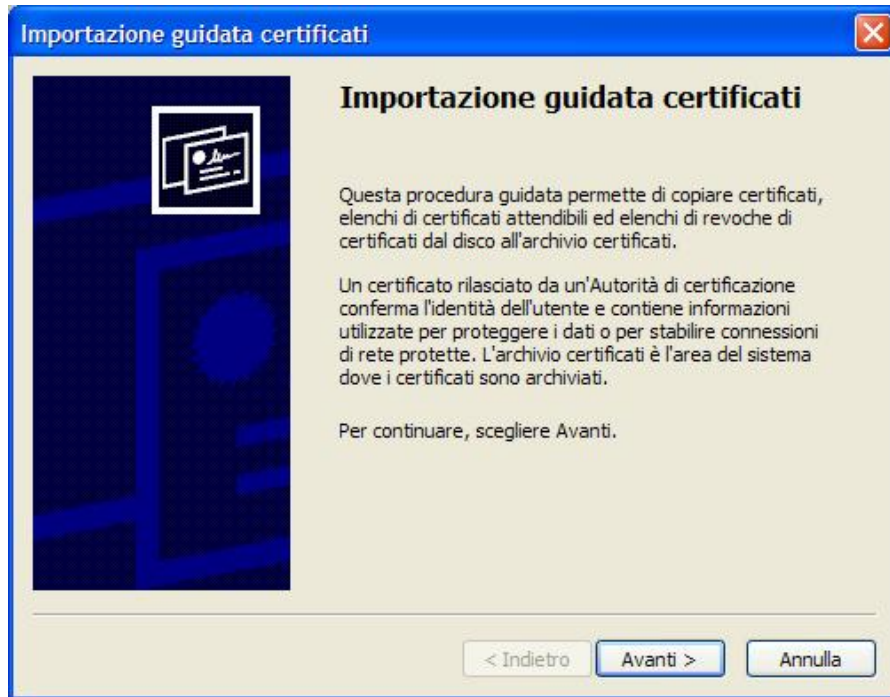 Importazione guidata certificati
Importazione guidata certificati
Questa procedura guidata permette di copiare certificati,
elenchi di certificati attendibili ed elenchi di revoche di
certificati dal disco all'archivio certificati.
Un certificato rilasciato da un'Autorità di certificazione
conferma l'identità dell'utente e contiene informazioni
utilizzate per proteggere i dati o per stabilire connessioni
di rete protette. L'archivio certificati è l'area del sistema
dove i certificati sono archiviati.
Per continuare, scegliere Avanti.
< Indietro Avanti > Annulla